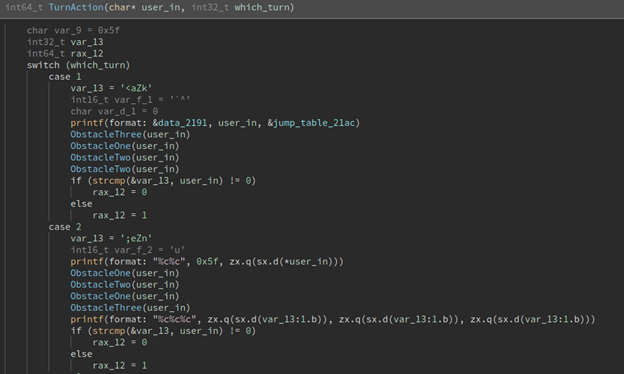 int64_t TurnAction(char* user_in, int32_t which_turn)
char var_9 = 0x5f
int32_t var_13
int64_t rax_12
switch (which_turn)
case 1
var_13 = '<aZk'
int16_t var_f_1 = '`^'
char var_d_1 = 0
printf(format: &data_2191, user_in, &jump_table_21ac)
ObstacleThree(user_in)
ObstacleOne(user_in)
ObstacleTwo(user_in)
ObstacleTwo(user_in)
if (strcmp(&var_13, user_in) != 0)
rax_12 = 0
else
rax_12 = 1
case 2
var_13 = ';eZn'
int16_t var_f_2 = 'u'
printf(format: "%c%c", 0x5f, zx.q(sx.d(*user_in)))
ObstacleOne(user_in)
ObstacleTwo(user_in)
ObstacleOne(user_in)
ObstacleThree(user_in)
printf(format: "%c%c%c", zx.q(sx.d(var_13:1.b)), zx.q(sx.d(var_13:1.b)), zx.q(sx.d(var_13:1.b)))
if (strcmp(&var_13, user_in) != 0)
rax_12 = 0
else
rax_12 = 1